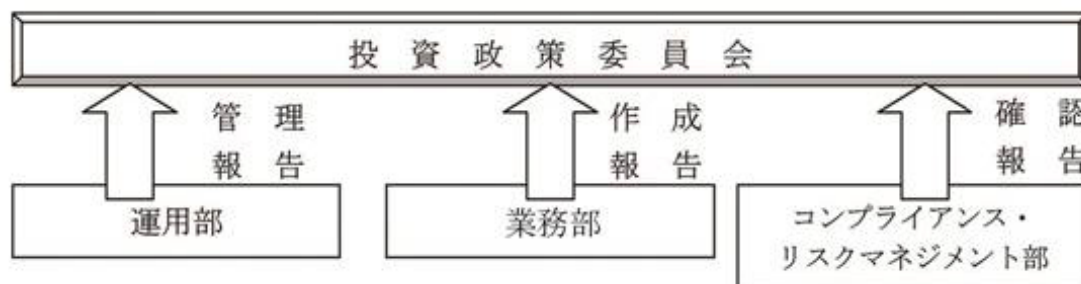 投資政策委員会
管理
報告
作成
報告
確認
報告
運用部
業務部
コンプライアンス・
リスクマネジメント部